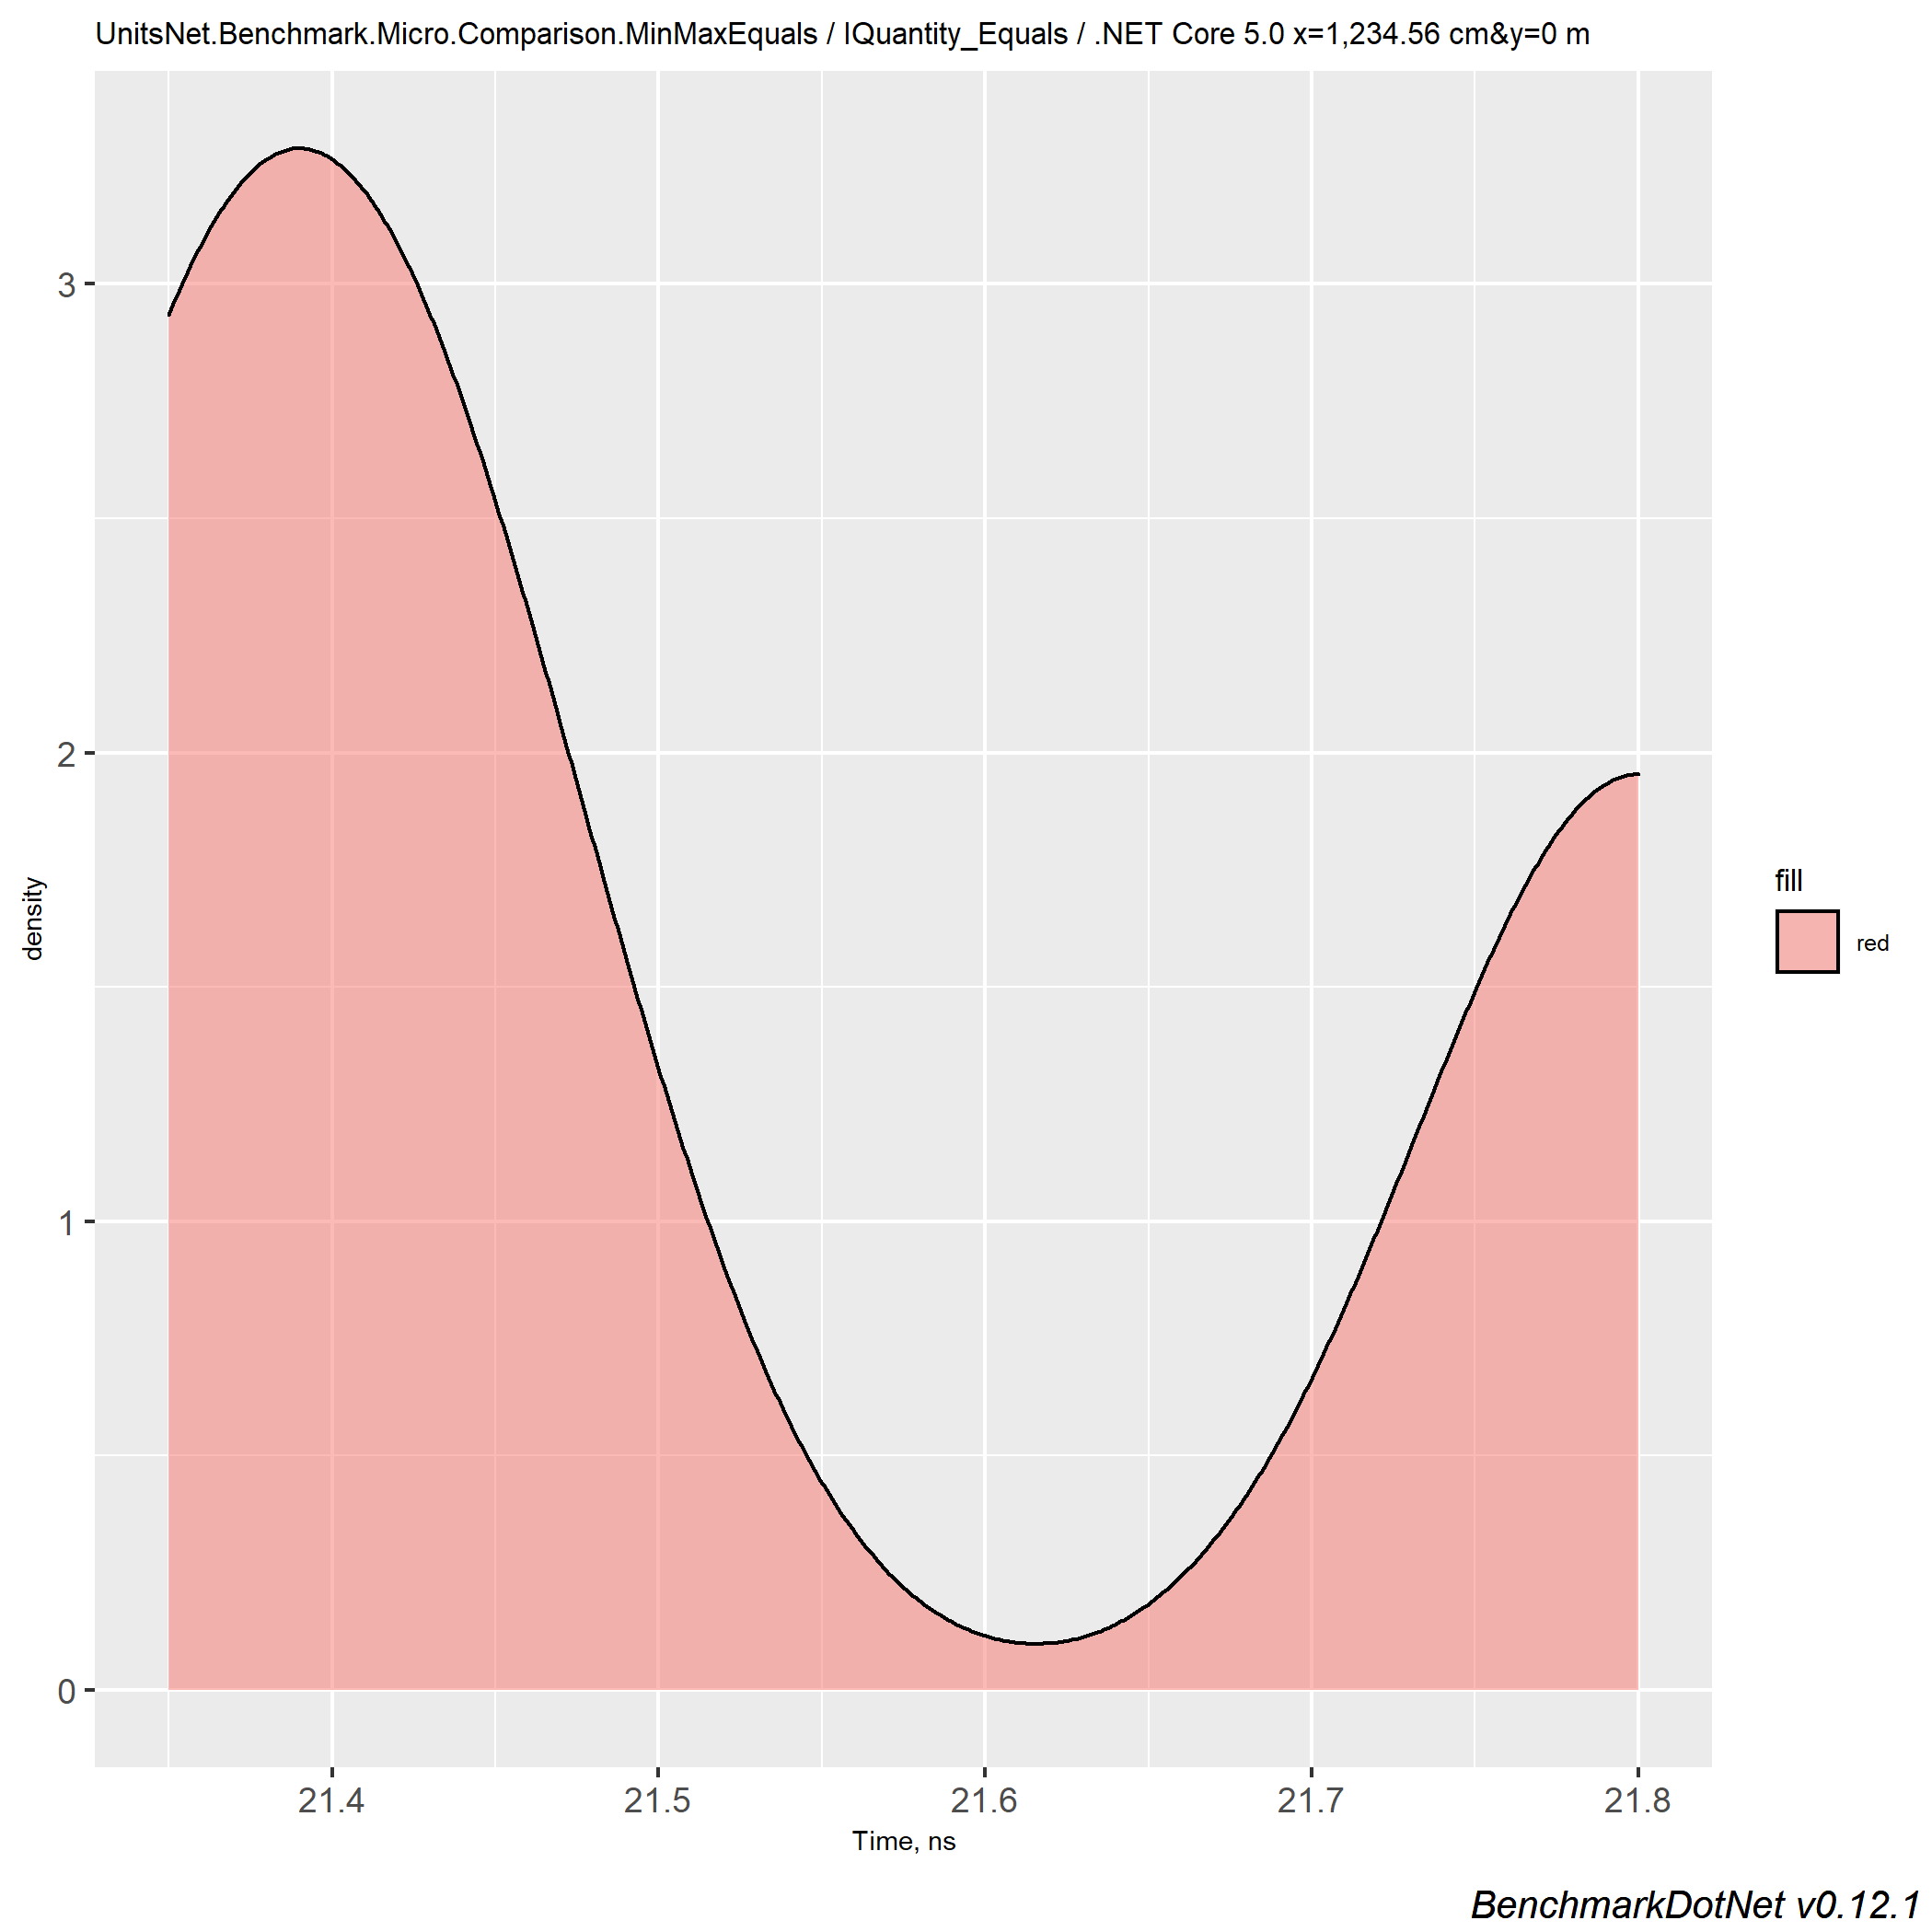 UnitsNet.Benchmark.Micro.Comparison.MinMaxEquals / IQuantity_Equals / .NET Core 5.0 x=1,234.56 cm&y=0 m
3
2
1
0
density
21.4 21.5 21.6 21.7 21.8
Time, ns
fill
red
BenchmarkDotNet v0.12.1